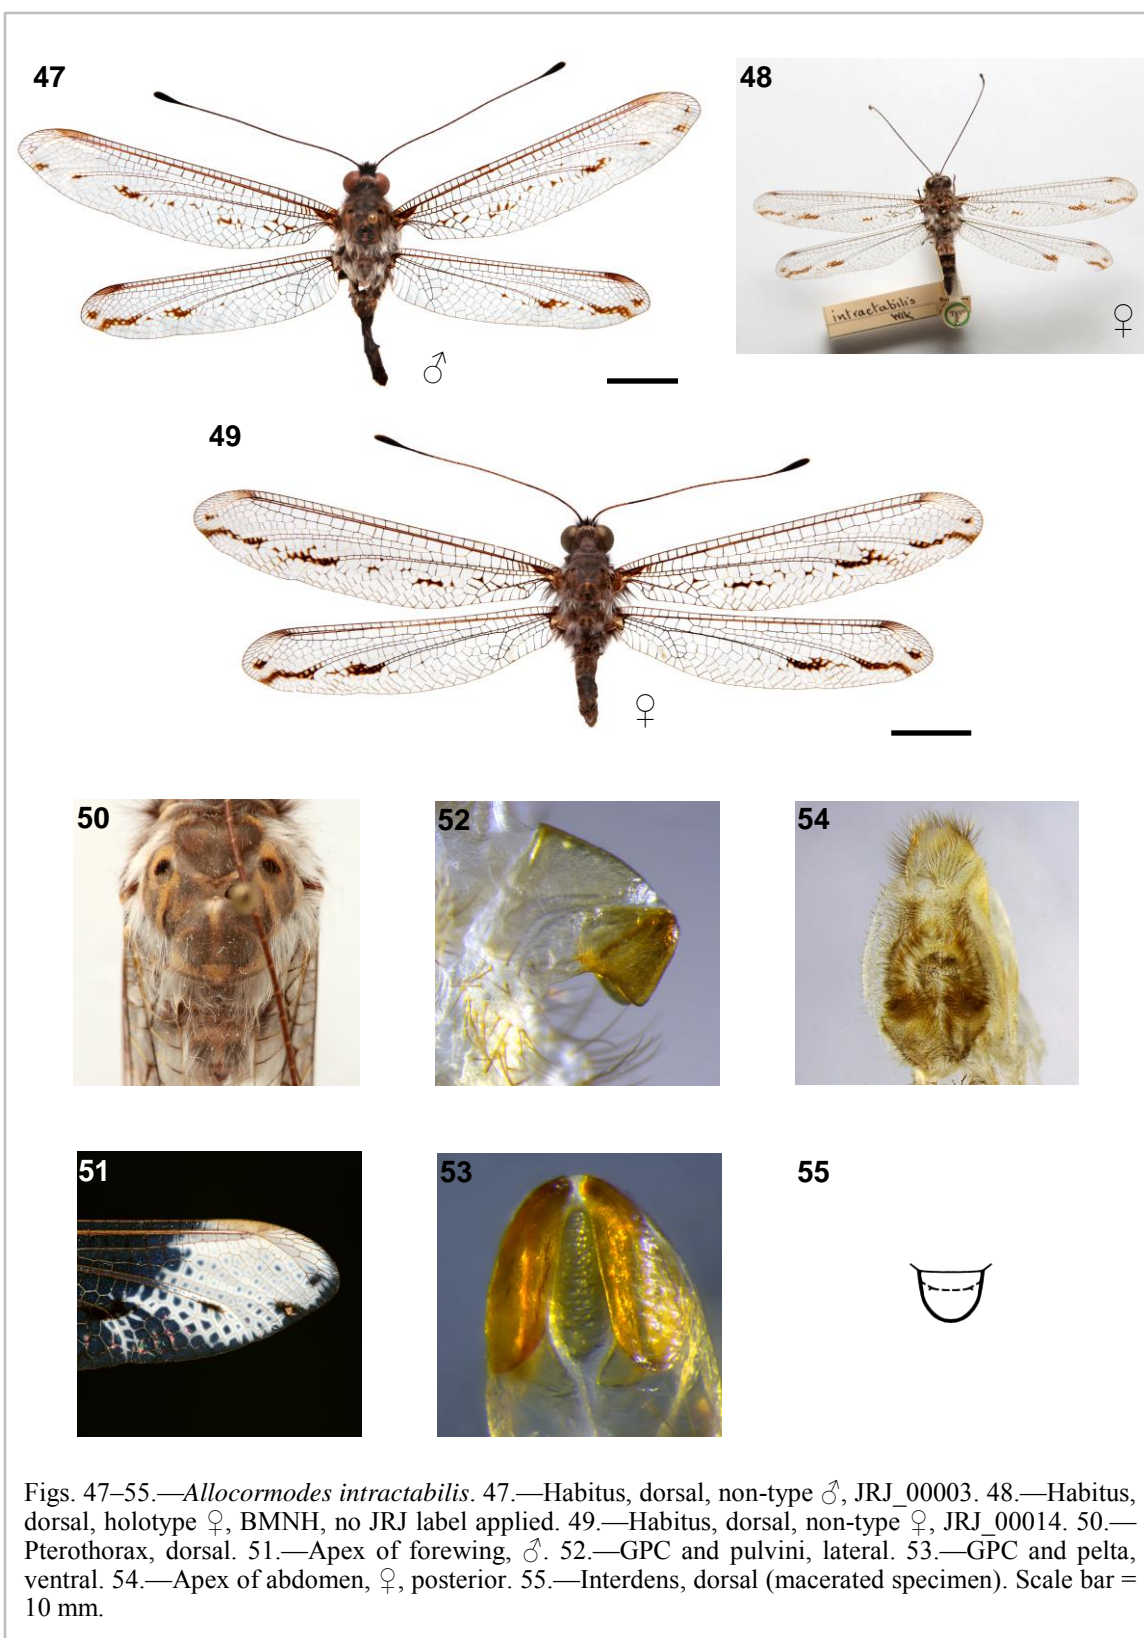 47
48
intractabilis
Wlk
♂
♀
49
♀
50
52
54
51
53
55
Figs. 47–55.—Allocormodes intractabilis. 47.—Habitus, dorsal, non-type ♂, JRJ_00003. 48.—Habitus,
dorsal, holotype ♀, BMNH, no JRJ label applied. 49.—Habitus, dorsal, non-type ♀, JRJ_00014. 50.—
Pterothorax, dorsal. 51.—Apex of forewing, ♂. 52.—GPC and pulvini, lateral. 53.—GPC and pelta,
ventral. 54.—Apex of abdomen, ♀, posterior. 55.—Interdens, dorsal (macerated specimen). Scale bar =
10 mm.